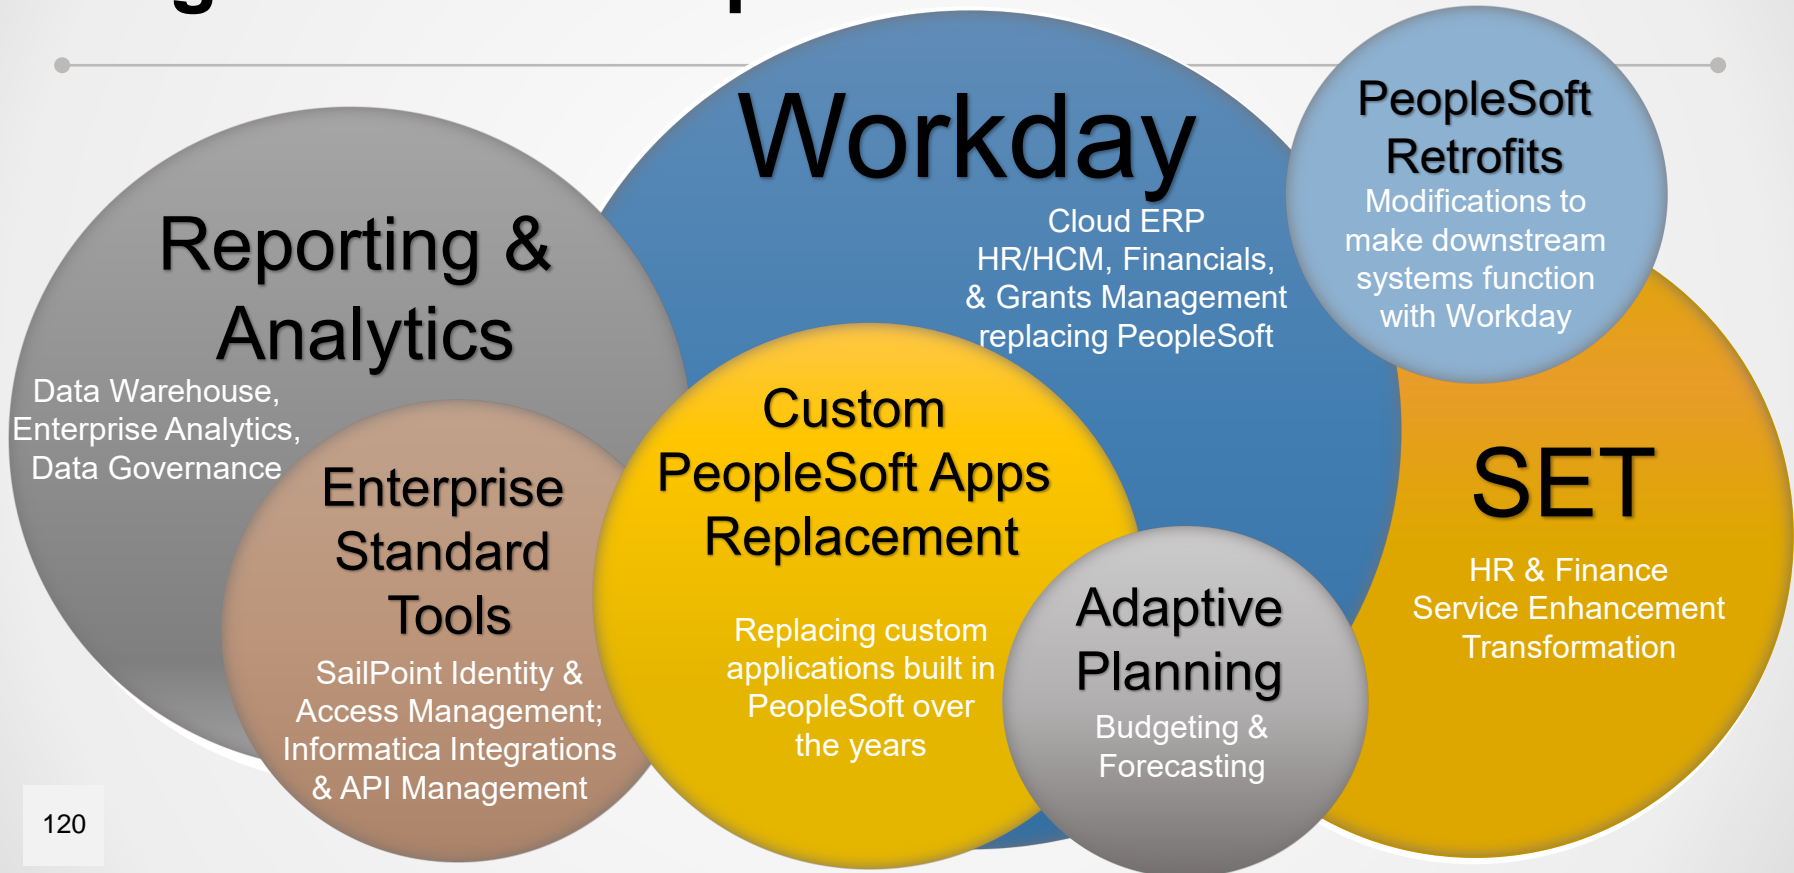 Workday
Cloud ERP
HR/HCM, Financials,
& Grants Management
replacing PeopleSoft
PeopleSoft
Retrofits
Modifications to
make downstream
systems function
with Workday
Reporting &
Analytics
Data Warehouse,
Enterprise Analytics,
Data Governance
Enterprise
Standard
Tools
SailPoint Identity &
Access Management;
Informatica Integrations
& API Management
Custom
PeopleSoft Apps
Replacement
Replacing custom
applications built in
PeopleSoft over
the years
Adaptive
Planning
Budgeting &
Forecasting
SET
HR & Finance
Service Enhancement
Transformation
120